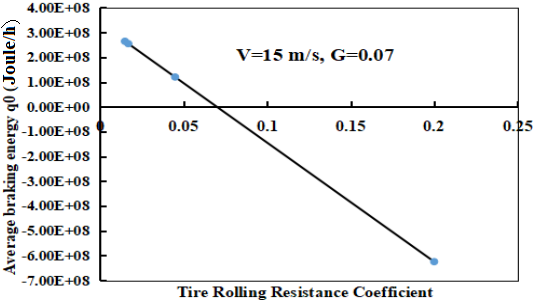 Average braking energy q0 (Joule/h)
4.00E+08
3.00E+08
2.00E+08
1.00E+08
0.00E+00
-1.00E+08
-2.00E+08
-3.00E+08
-4.00E+08
-5.00E+08
-6.00E+08
-7.00E+08
V=15 m/s, G=0.07
0 0.05 0.1 0.15 0.2 0.25
Tire Rolling Resistance Coefficient